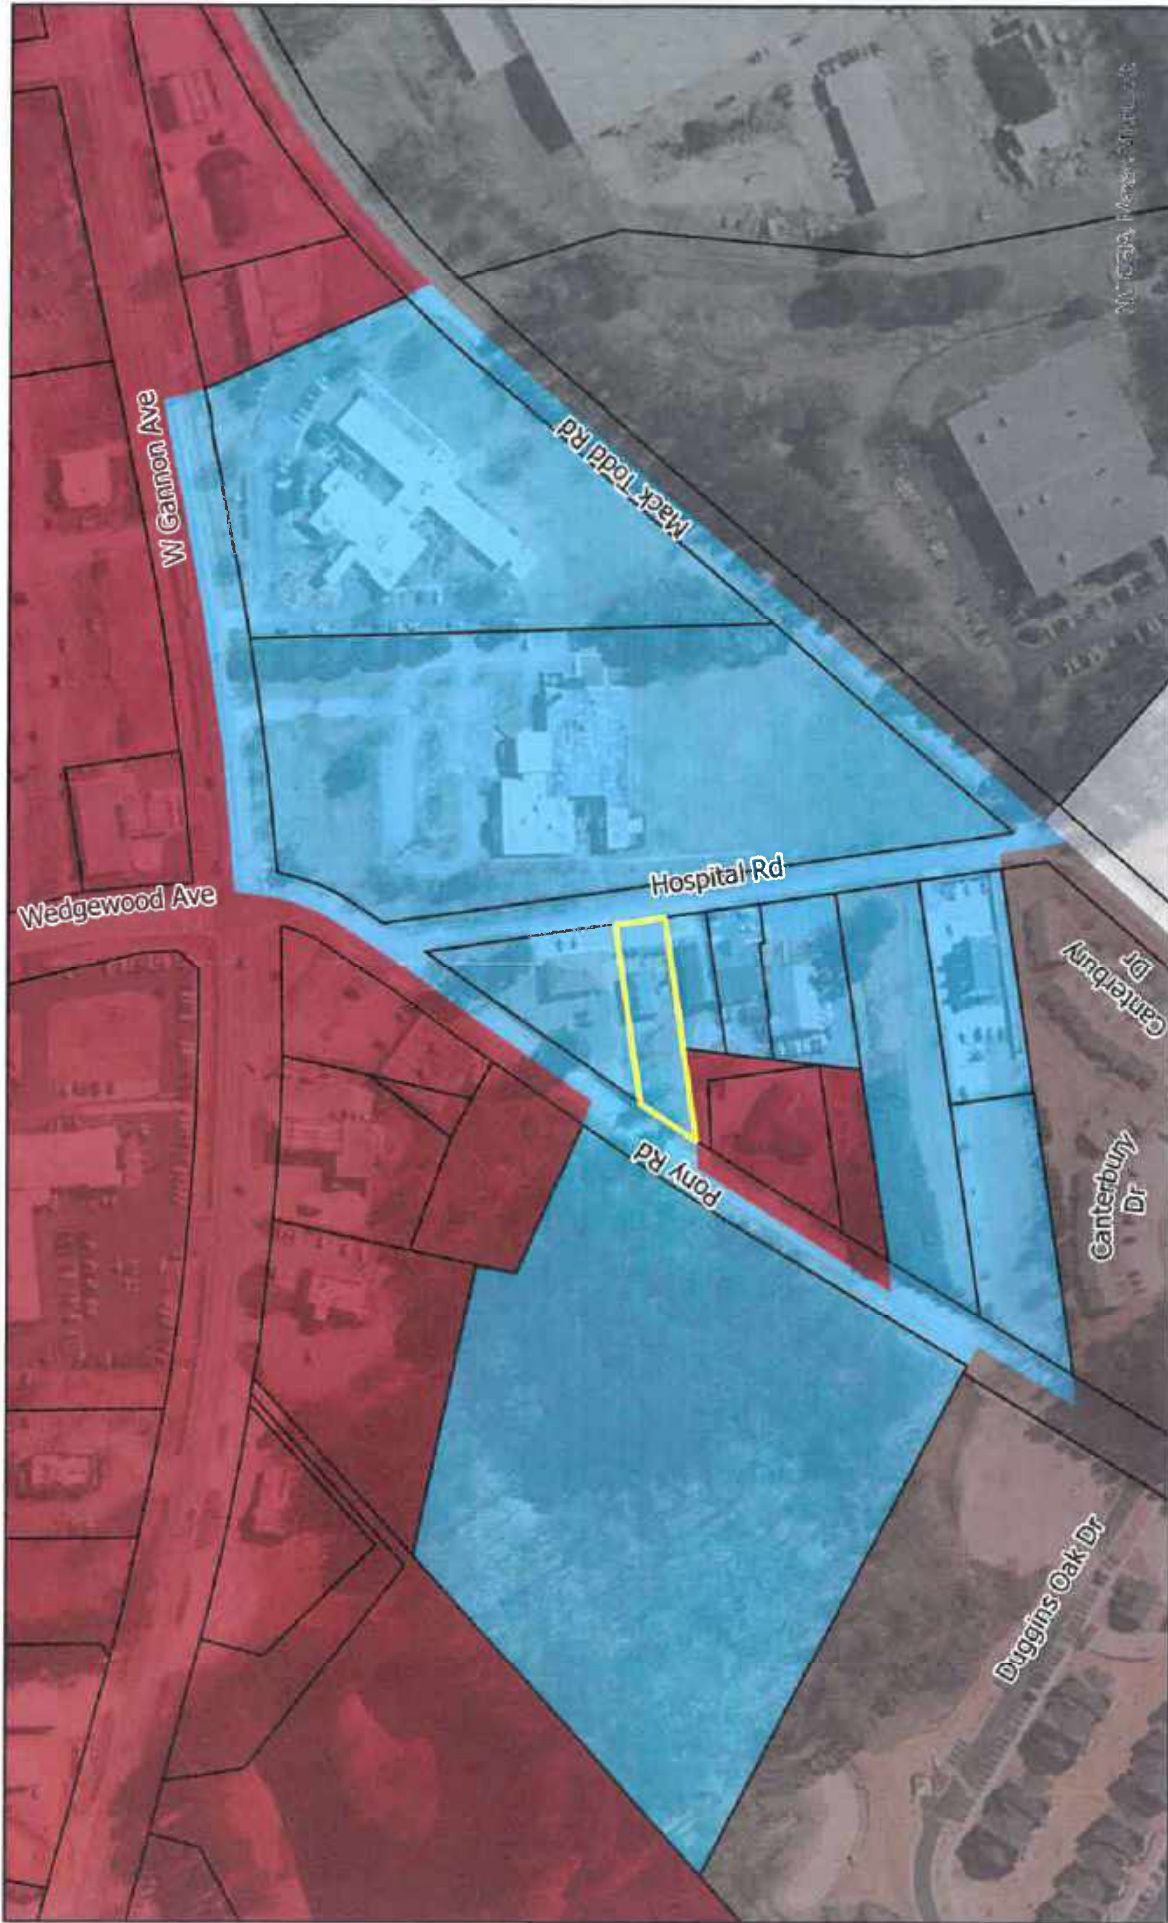 W Gannon Ave
Mack Todd Rd
Wedgewood Ave
Hospital Rd
Canterbury
Dr
Pony Rd
Canterbury
Dr
Duggins Oak Dr